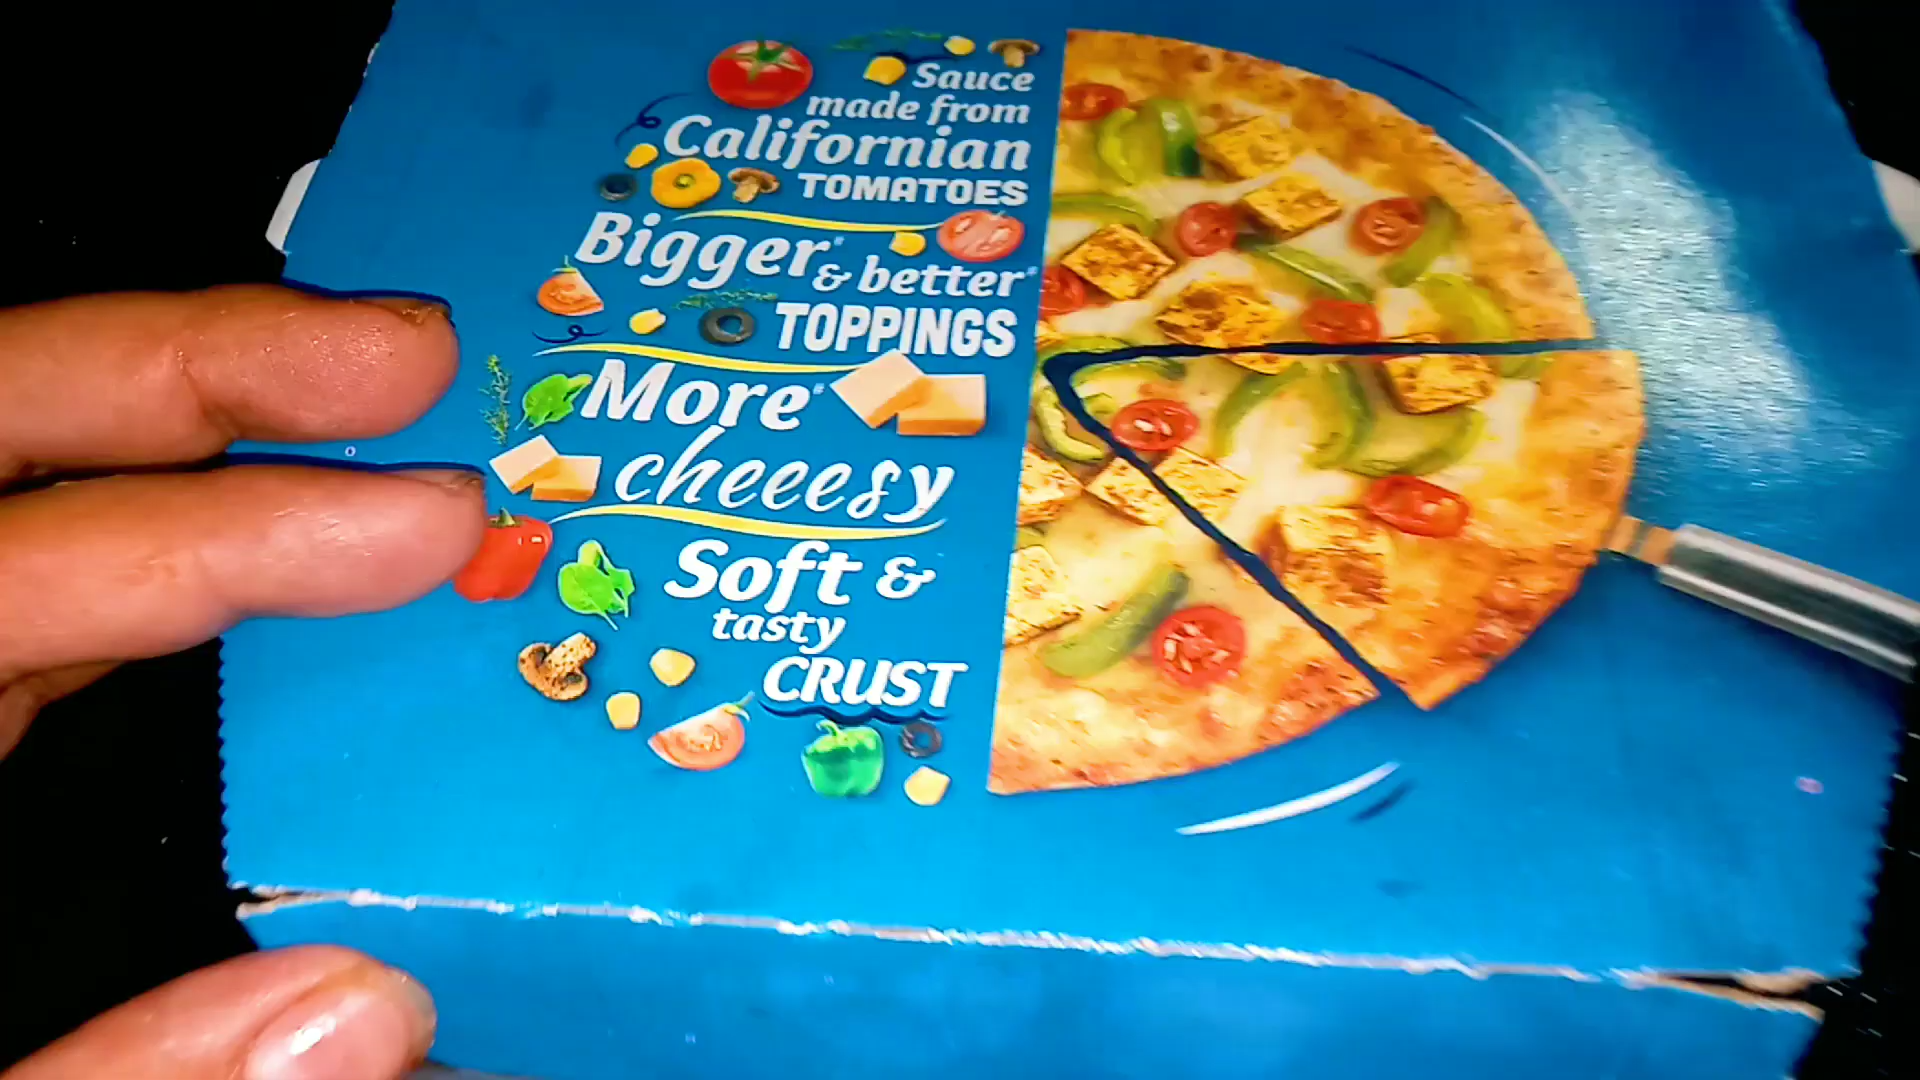 Sauce
made from
Californian
TOMATOES
Bigger#
& better#
TOPPINGS
More#
cheeesy
Soft &
tasty
CRUST